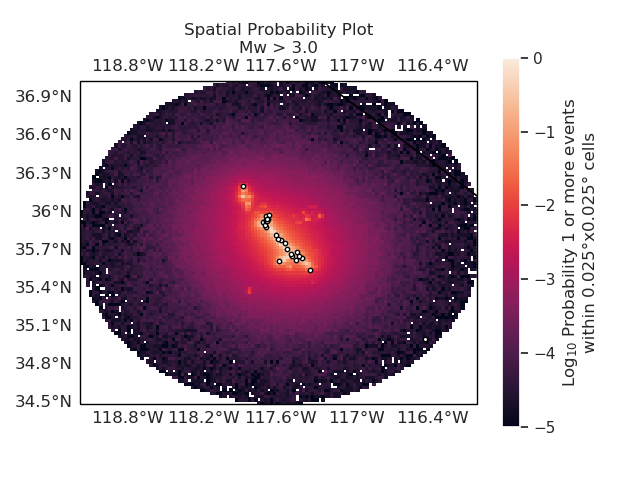 Spatial Probability Plot
Mw > 3.0
118.8°W 118.2°W 117.6°W 117°W 116.4°W
36.9°N
36.6°N
36.3°N
36°N
35.7°N
35.4°N
35.1°N
34.8°N
34.5°N
118.8°W 118.2°W 117.6°W 117°W 116.4°W
0
−1
−2
−3
−4
−5
Log₁₀ Probability 1 or more events
within 0.025°x0.025° cells